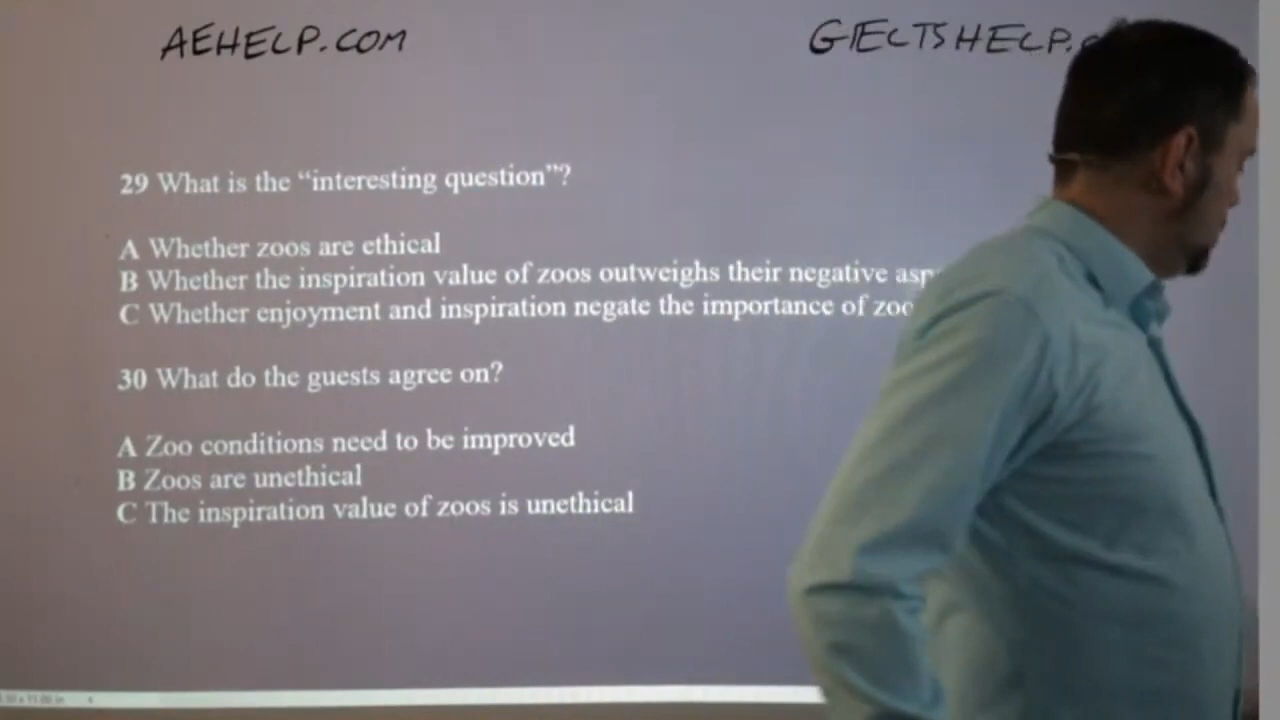 AEHELP.COM
GIELTSHELP.
29 What is the “interesting question”?
A Whether zoos are ethical
B Whether the inspiration value of zoos outweighs their negative
C Whether enjoyment and inspiration negate the importance of
30 What do the guests agree on?
A Zoo conditions need to be improved
B Zoos are unethical
C The inspiration value of zoos is unethical